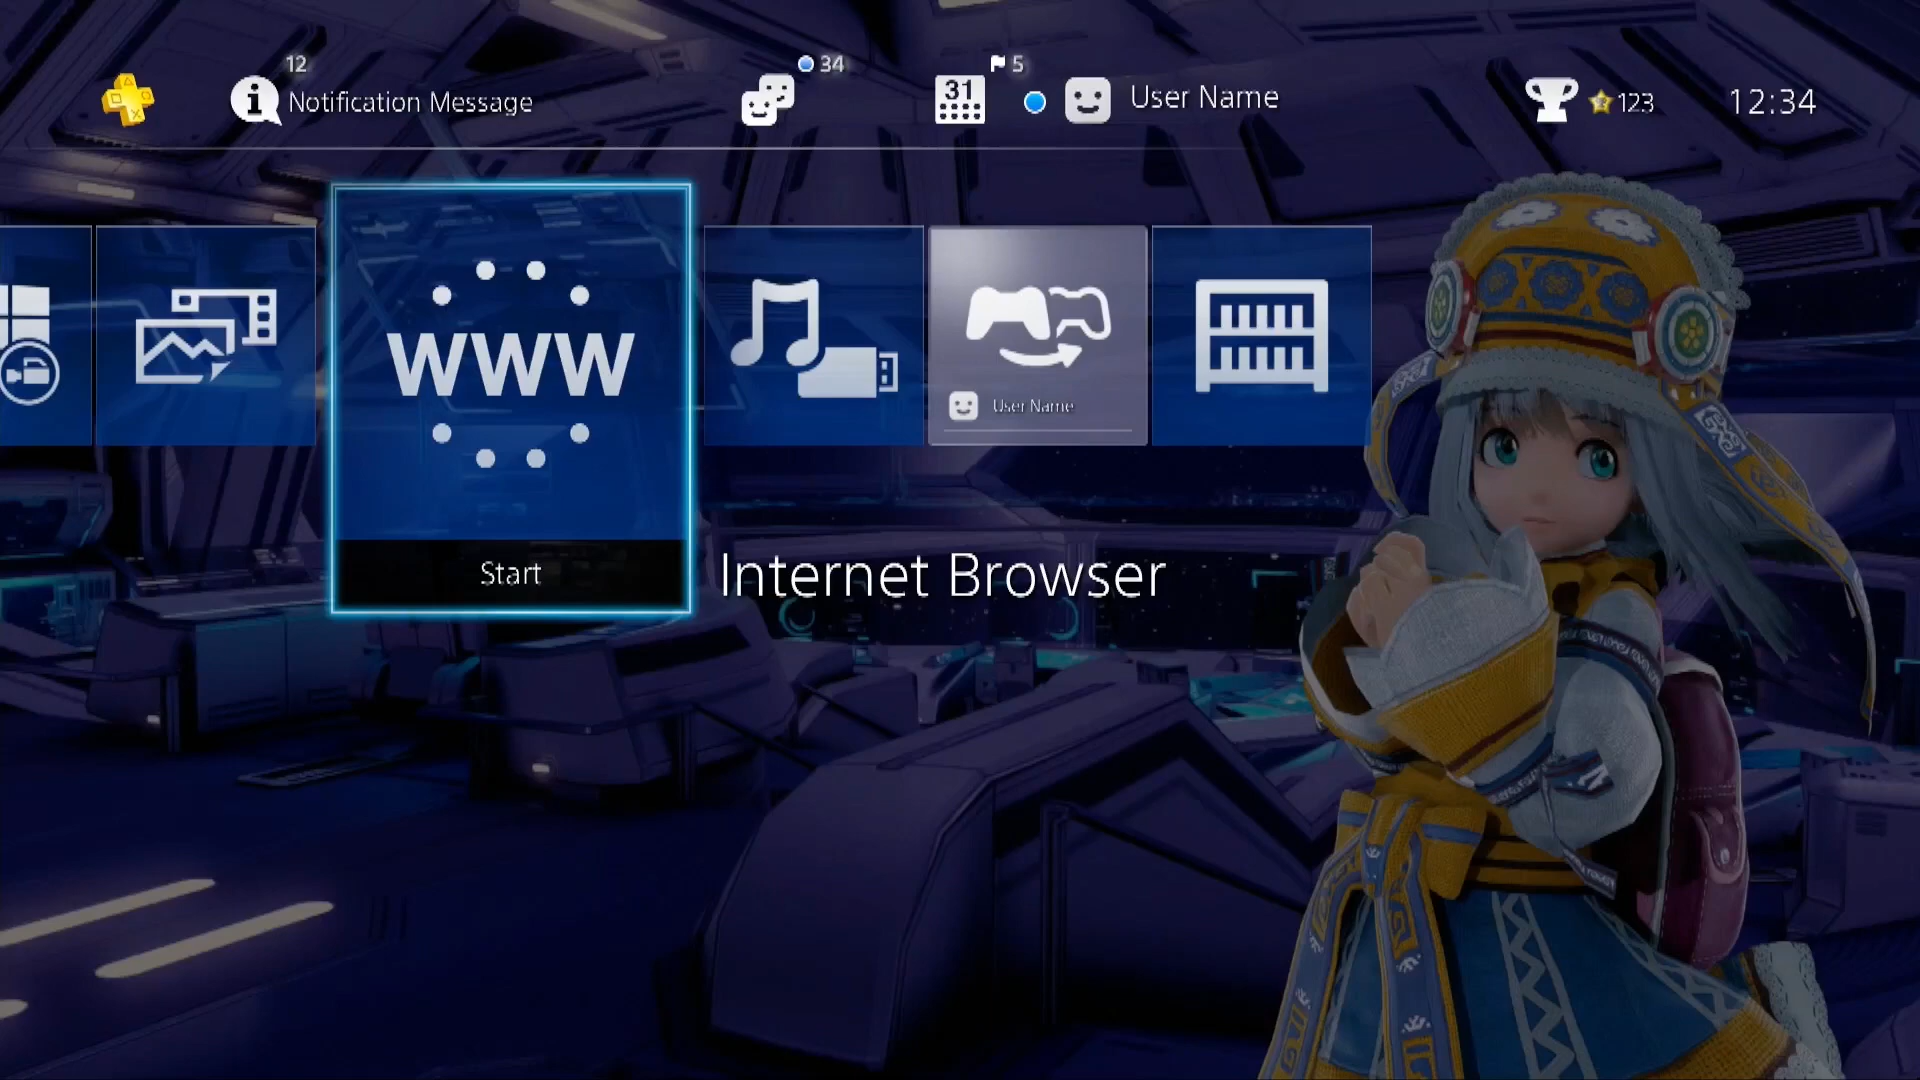 12
Notification Message
34
31
5
User Name
123
12:34
WWW
User Name
Start
Internet Browser